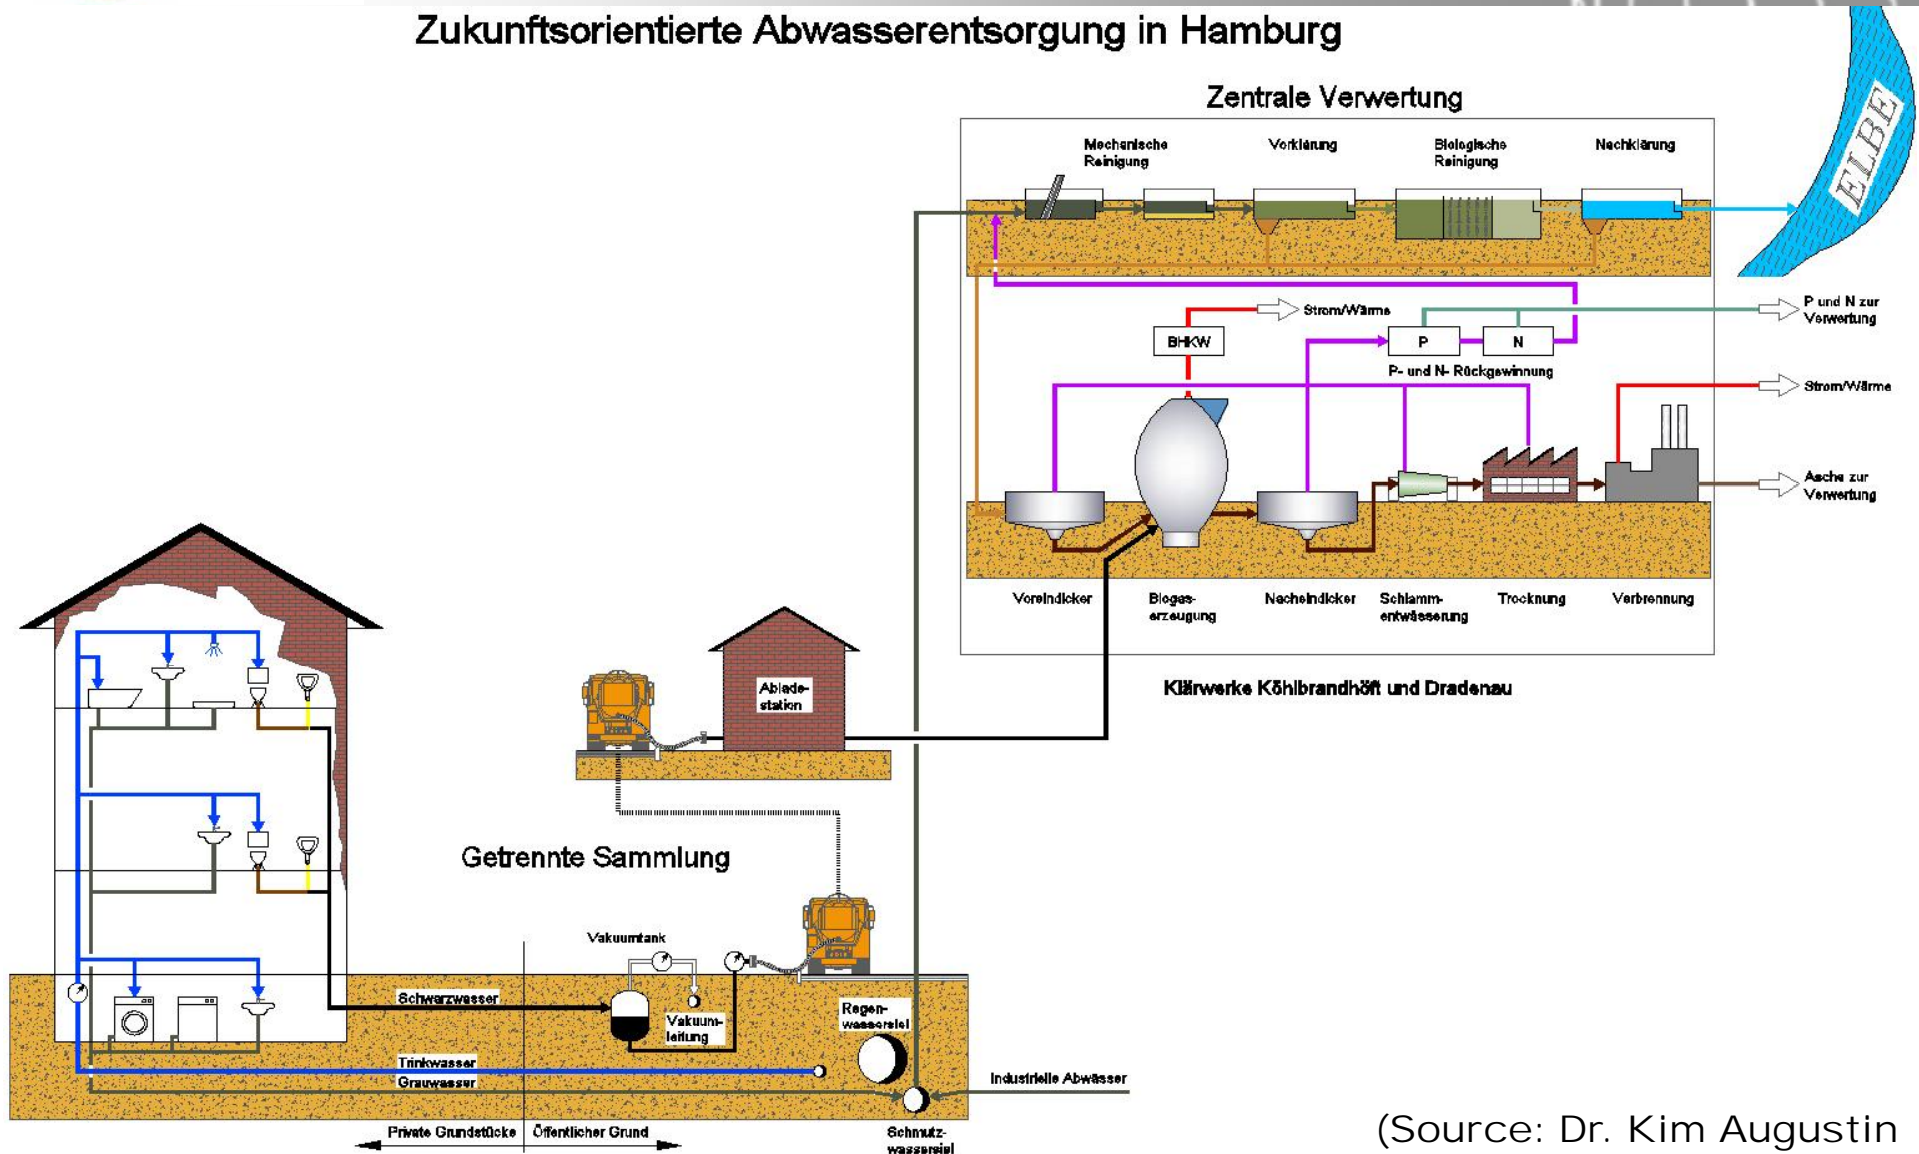 Zukunftsorientierte Abwasserentsorgung in Hamburg
Zentrale Verwertung
ELBE
Mechanische
Reinigung
Vorklärung
Biologische
Reinigung
Nachklärung
Strom/Wärme
P und N zur
Verwertung
BHKW
P
N
P- und N- Rückgewinnung
Strom/Wärme
Asche zur
Verwertung
Voreindicker
Biogas-
erzeugung
Nacheindicker
Schlamm-
entwässerung
Trocknung
Verbrennung
Klärwerke Köhlbrandhöft und Dradenau
Ablade-
station
Getrennte Sammlung
Vakuumtank
Schwarzwasser
Vakuum-
leitung
Regen-
wassersiel
Trinkwasser
Grauwasser
Industrielle Abwässer
Private Grundstücke
Öffentlicher Grund
Schmutz-
wassersiel
(Source: Dr. Kim Augustin